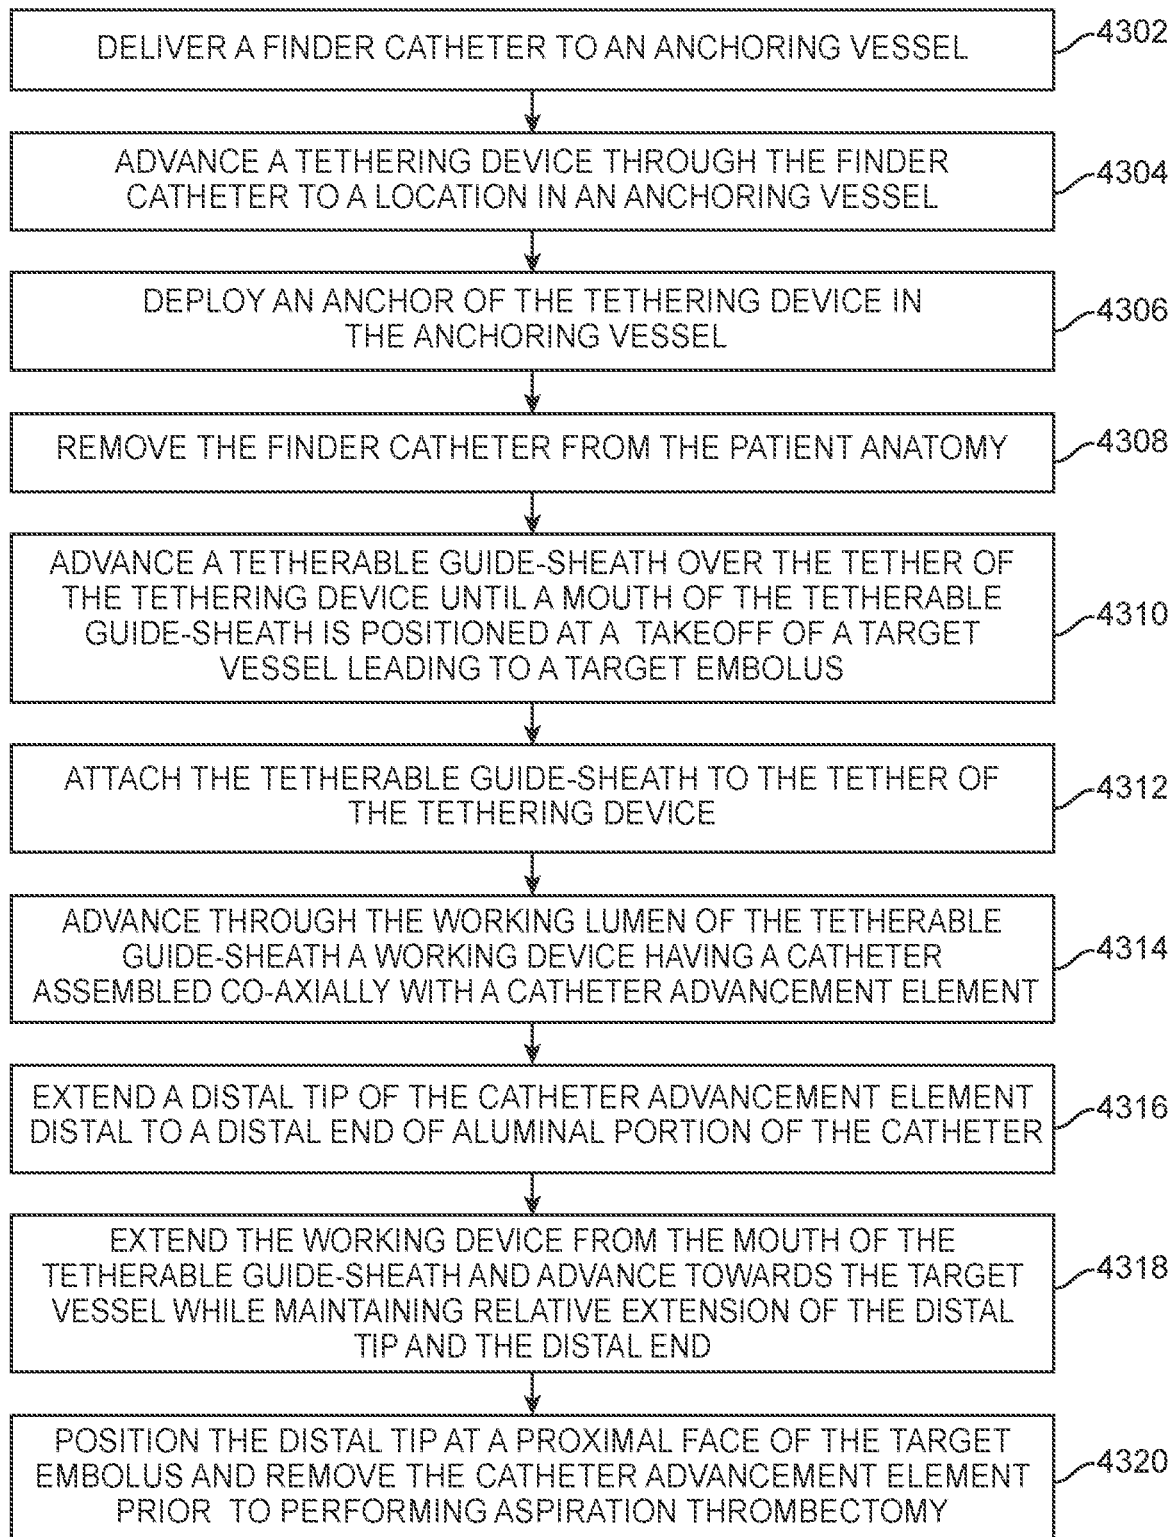 DELIVER A FINDER CATHETER TO AN ANCHORING VESSEL
4302
ADVANCE A TETHERING DEVICE THROUGH THE FINDER
CATHETER TO A LOCATION IN AN ANCHORING VESSEL
4304
DEPLOY AN ANCHOR OF THE TETHERING DEVICE IN
THE ANCHORING VESSEL
4306
REMOVE THE FINDER CATHETER FROM THE PATIENT ANATOMY
4308
ADVANCE A TETHERABLE GUIDE-SHEATH OVER THE TETHER OF
THE TETHERING DEVICE UNTIL A MOUTH OF THE TETHERABLE
GUIDE-SHEATH IS POSITIONED AT A TAKEOFF OF A TARGET
VESSEL LEADING TO A TARGET EMBOLUS
4310
ATTACH THE TETHERABLE GUIDE-SHEATH TO THE TETHER OF
THE TETHERING DEVICE
4312
ADVANCE THROUGH THE WORKING LUMEN OF THE TETHERABLE
GUIDE-SHEATH A WORKING DEVICE HAVING A CATHETER
ASSEMBLED CO-AXIALLY WITH A CATHETER ADVANCEMENT ELEMENT
4314
EXTEND A DISTAL TIP OF THE CATHETER ADVANCEMENT ELEMENT
DISTAL TO A DISTAL END OF ALUMINAL PORTION OF THE CATHETER
4316
EXTEND THE WORKING DEVICE FROM THE MOUTH OF THE
TETHERABLE GUIDE-SHEATH AND ADVANCE TOWARDS THE TARGET
VESSEL WHILE MAINTAINING RELATIVE EXTENSION OF THE DISTAL
TIP AND THE DISTAL END
4318
POSITION THE DISTAL TIP AT A PROXIMAL FACE OF THE TARGET
EMBOLUS AND REMOVE THE CATHETER ADVANCEMENT ELEMENT
PRIOR TO PERFORMING ASPIRATION THROMBECTOMY
4320